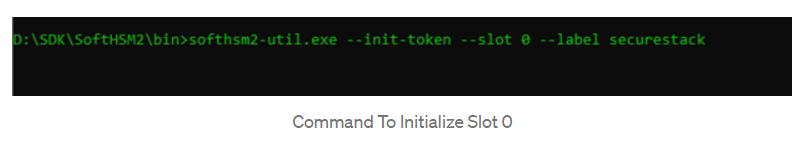 D:\SDK\SoftHSM2\bin>softhsm2-util.exe --init-token --slot 0 --label securestack
Command To Initialize Slot 0